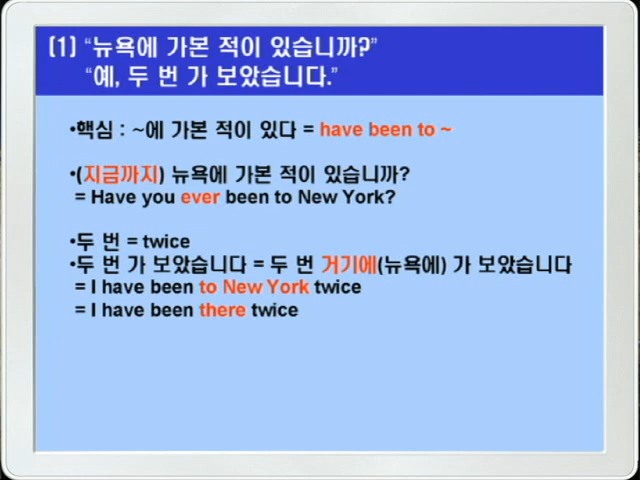 (1) “뉴욕에 가본 적이 있습니까?”
“예, 두 번 가 보았습니다.”
•핵심 : ~에 가본 적이 있다 = have been to ~
•(지금까지) 뉴욕에 가본 적이 있습니까?
= Have you ever been to New York?
•두 번 = twice
•두 번 가 보았습니다 = 두 번 거기에(뉴욕에) 가 보았습니다
= I have been to New York twice
= I have been there twice